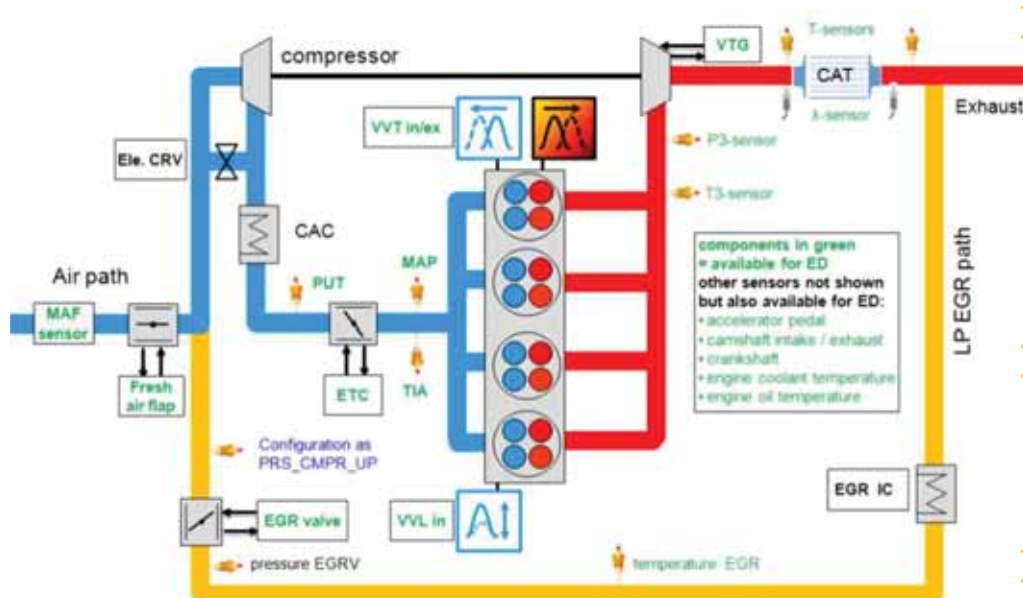 compressor
VTG
T-sensors
CAT
λ-sensor
Exhaust
VVT in/ex
P3-sensor
Ele. CRV
T3-sensor
CAC
components in green
= available for ED
other sensors not shown
but also available for ED:
• accelerator pedal
• camshaft intake / exhaust
• crankshaft
• engine coolant temperature
• engine oil temperature
LP EGR path
Air path
PUT
MAP
MAF
sensor
Fresh
air flap
ETC
TIA
Configuration as
PRS_CMPR_UP
EGR valve
VVL in
EGR IC
pressure EGRV
temperature EGR